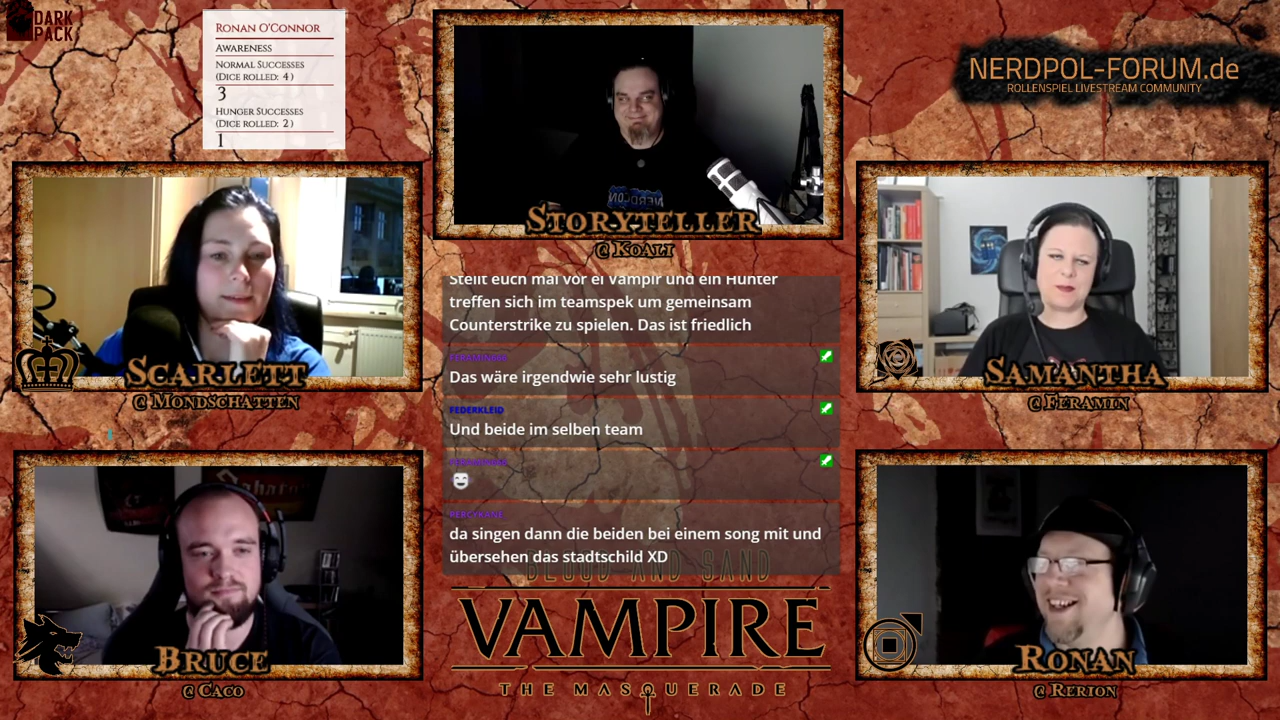 DARK
PACK
RONAN O'CONNOR
AWARENESS
NORMAL SUCCESSES
(DICE ROLLED: 4)
3
HUNGER SUCCESSES
(DICE ROLLED: 2)
1
NERDPOL-FORUM.de
ROLLENSPIEL LIVESTREAM COMMUNITY
STORYTELLER
@ KOALI
SCARLETT
@ MONDSCHATTEN
SAMANTHA
@ FERAMIN
Stellt euch mal vor ei Vampir und ein Hunter
treffen sich im teamspek um gemeinsam
Counterstrike zu spielen. Das ist friedlich
Das wäre irgendwie sehr lustig
FEDERKLEID
Und beide im selben team
PERCYKANE
da singen dann die beiden bei einem song mit und
übersehen das stadtschild XD
BLOOD AND SAND
VAMPIRE
THE MASQUERADE
BRUCE
@ CACO
RONAN
@ RERION